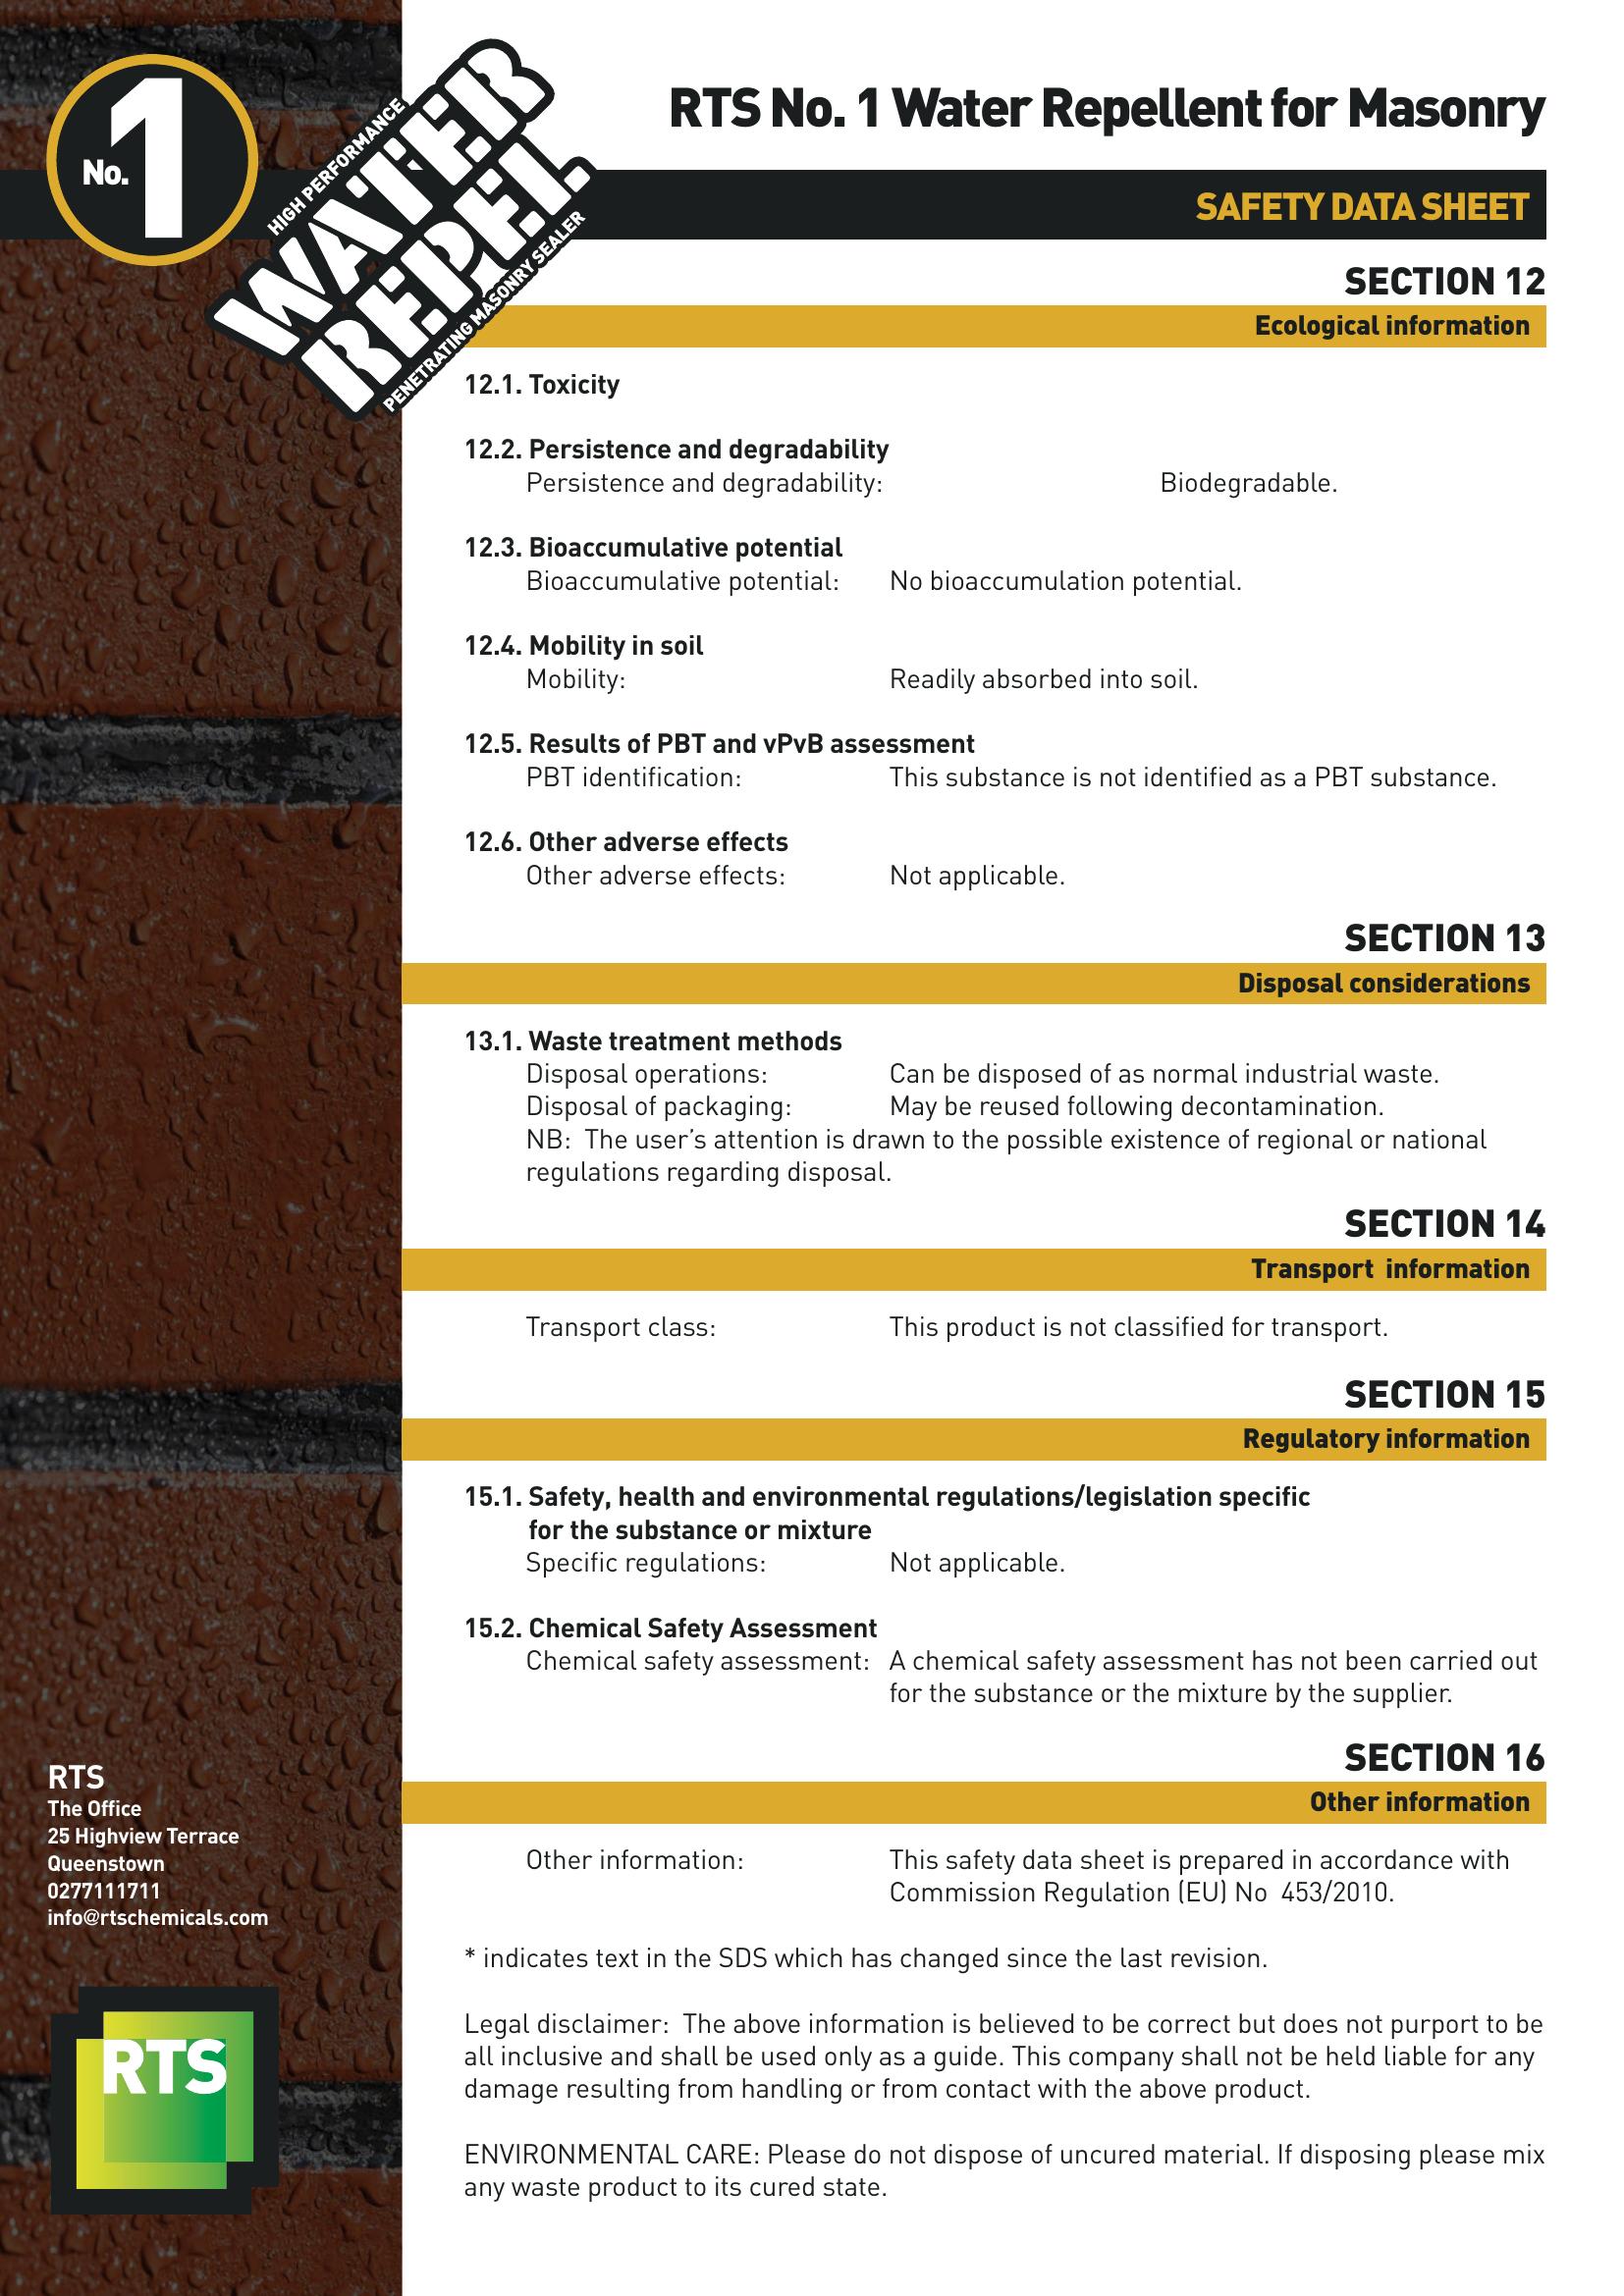 No. 1
HIGH PERFORMANCE
WATER
REPEL
PENETRATING MASONRY SEALER
RTS No. 1 Water Repellent for Masonry
SAFETY DATA SHEET
SECTION 12
Ecological information
12.1. Toxicity
12.2. Persistence and degradability
Persistence and degradability: Biodegradable.
12.3. Bioaccumulative potential
Bioaccumulative potential: No bioaccumulation potential.
12.4. Mobility in soil
Mobility: Readily absorbed into soil.
12.5. Results of PBT and vPvB assessment
PBT identification: This substance is not identified as a PBT substance.
12.6. Other adverse effects
Other adverse effects: Not applicable.
SECTION 13
Disposal considerations
13.1. Waste treatment methods
Disposal operations: Can be disposed of as normal industrial waste.
Disposal of packaging: May be reused following decontamination.
NB: The user’s attention is drawn to the possible existence of regional or national
regulations regarding disposal.
SECTION 14
Transport information
Transport class: This product is not classified for transport.
SECTION 15
Regulatory information
15.1. Safety, health and environmental regulations/legislation specific
for the substance or mixture
Specific regulations: Not applicable.
15.2. Chemical Safety Assessment
Chemical safety assessment: A chemical safety assessment has not been carried out
for the substance or the mixture by the supplier.
SECTION 16
Other information
Other information: This safety data sheet is prepared in accordance with
Commission Regulation (EU) No 453/2010.
* indicates text in the SDS which has changed since the last revision.
Legal disclaimer: The above information is believed to be correct but does not purport to be
all inclusive and shall be used only as a guide. This company shall not be held liable for any
damage resulting from handling or from contact with the above product.
ENVIRONMENTAL CARE: Please do not dispose of uncured material. If disposing please mix
any waste product to its cured state.
RTS
The Office
25 Highview Terrace
Queenstown
0277111711
info@rtschemicals.com
RTS